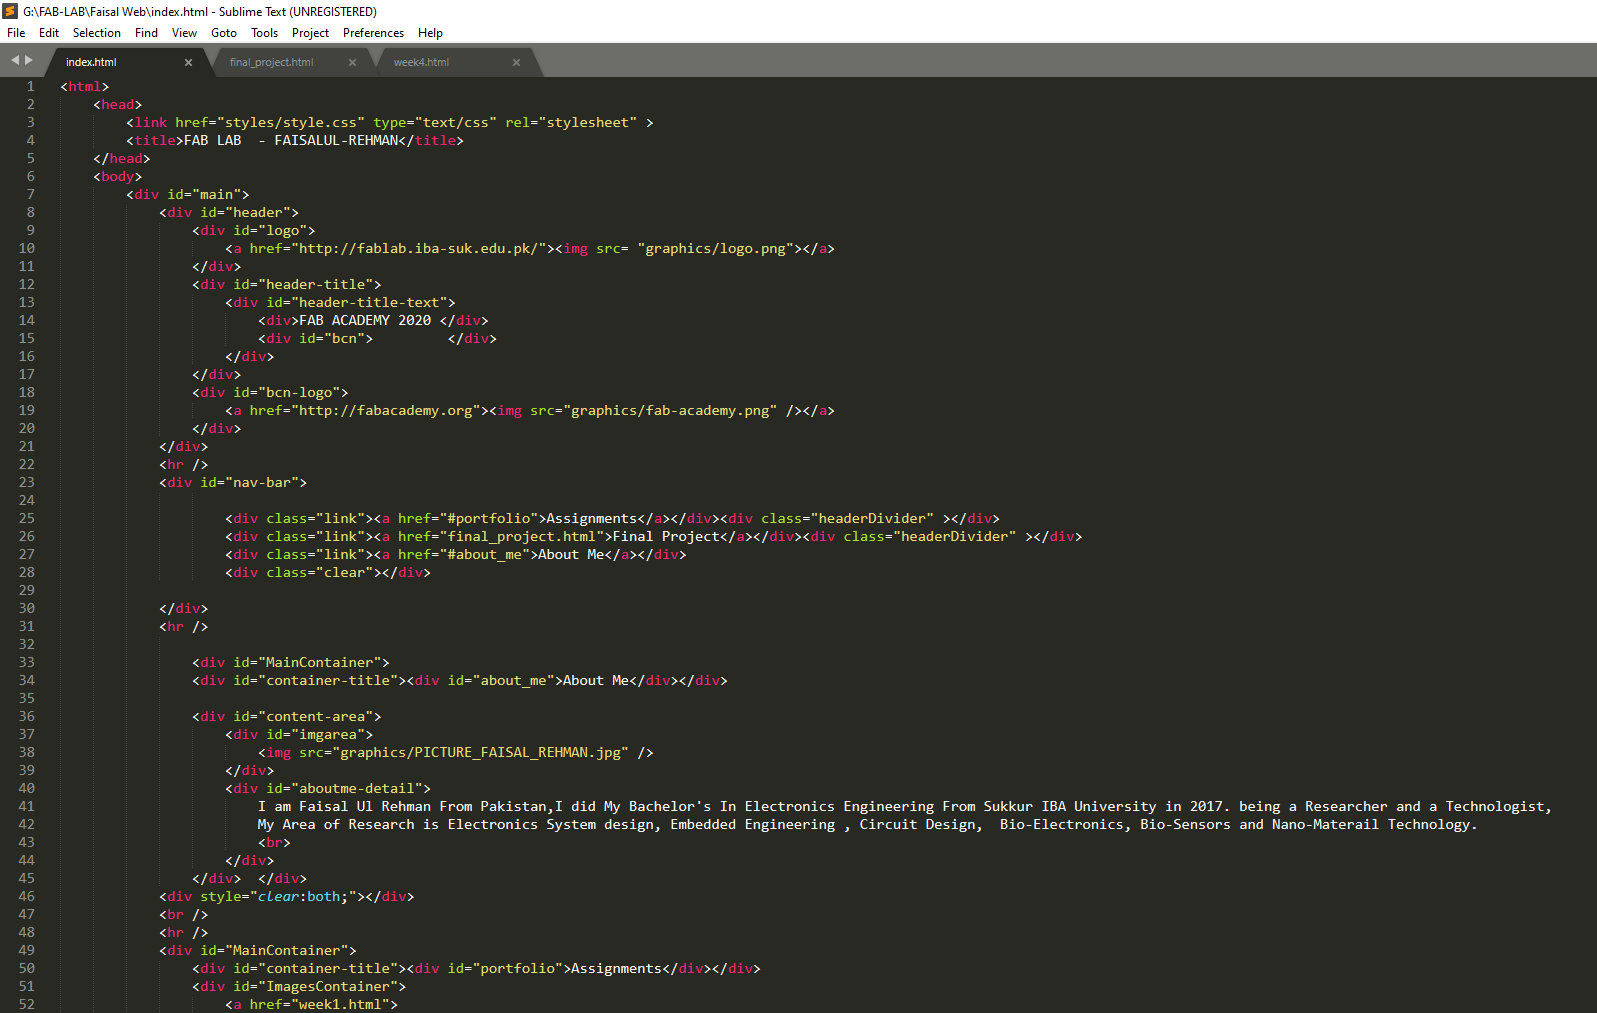 G:\FAB-LAB\Faisal Web\index.html - Sublime Text (UNREGISTERED)
File Edit Selection Find View Goto Tools Project Preferences Help
index.html × final_project.html × week4.html ×
1 <html>
2 <head>
3 <link href="styles/style.css" type="text/css" rel="stylesheet" >
4 <title>FAB LAB  - FAISALUL-REHMAN</title>
5 </head>
6 <body>
7 <div id="main">
8 <div id="header">
9 <div id="logo">
10 <a href="http://fablab.iba-suk.edu.pk/"><img src= "graphics/logo.png"></a>
11 </div>
12 <div id="header-title">
13 <div id="header-title-text">
14 <div>FAB ACADEMY 2020 </div>
15 <div id="bcn">         </div>
16 </div>
17 </div>
18 <div id="bcn-logo">
19 <a href="http://fabacademy.org"><img src="graphics/fab-academy.png" /></a>
20 </div>
21 </div>
22 <hr />
23 <div id="nav-bar">
24
25 <div class="link"><a href="#portfolio">Assignments</a></div><div class="headerDivider" ></div>
26 <div class="link"><a href="final_project.html">Final Project</a></div><div class="headerDivider" ></div>
27 <div class="link"><a href="#about_me">About Me</a></div>
28 <div class="clear"></div>
29
30 </div>
31 <hr />
32
33 <div id="MainContainer">
34 <div id="container-title"><div id="about_me">About Me</div></div>
35
36 <div id="content-area">
37 <div id="imgarea">
38 <img src="graphics/PICTURE_FAISAL_REHMAN.jpg" />
39 </div>
40 <div id="aboutme-detail">
41 I am Faisal Ul Rehman From Pakistan,I did My Bachelor's In Electronics Engineering From Sukkur IBA University in 2017. being a Researcher and a Technologist,
42 My Area of Research is Electronics System design, Embedded Engineering , Circuit Design,  Bio-Electronics, Bio-Sensors and Nano-Materail Technology.
43 <br>
44 </div>
45 </div>  </div>
46 <div style="clear:both;"></div>
47 <br />
48 <hr />
49 <div id="MainContainer">
50 <div id="container-title"><div id="portfolio">Assignments</div></div>
51 <div id="ImagesContainer">
52 <a href="week1.html">